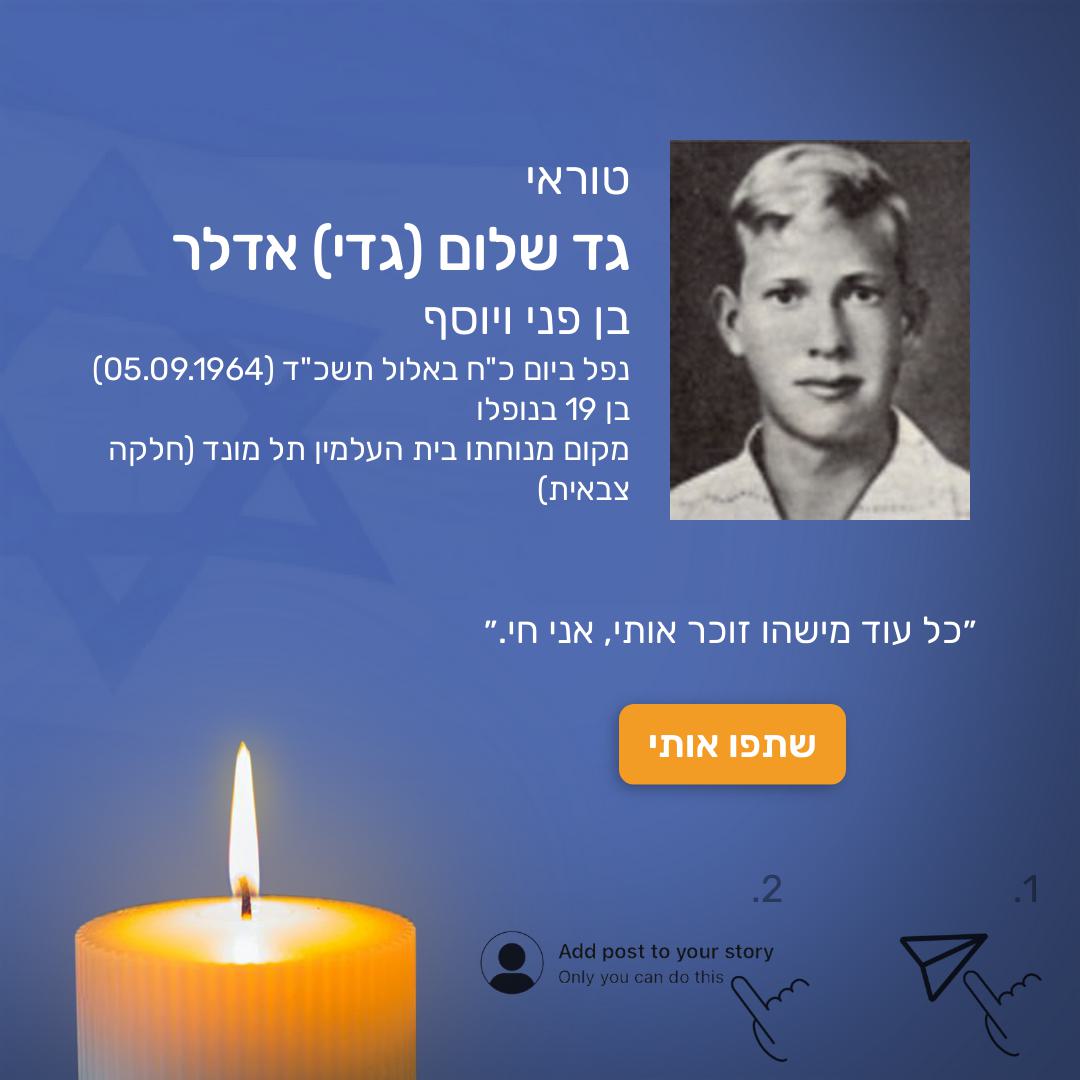 טוראי
גד שלום (גדי) אדלר
בן פני ויוסף
נפל ביום כ"ח באלול תשכ"ד (05.09.1964)
בן 19 בנופלו
מקום מנוחתו בית העלמין תל מונד (חלקה
צבאית)
״כל עוד מישהו זוכר אותי, אני חי.״
שתפו אותי
1.
2.
Add post to your story
Only you can do this